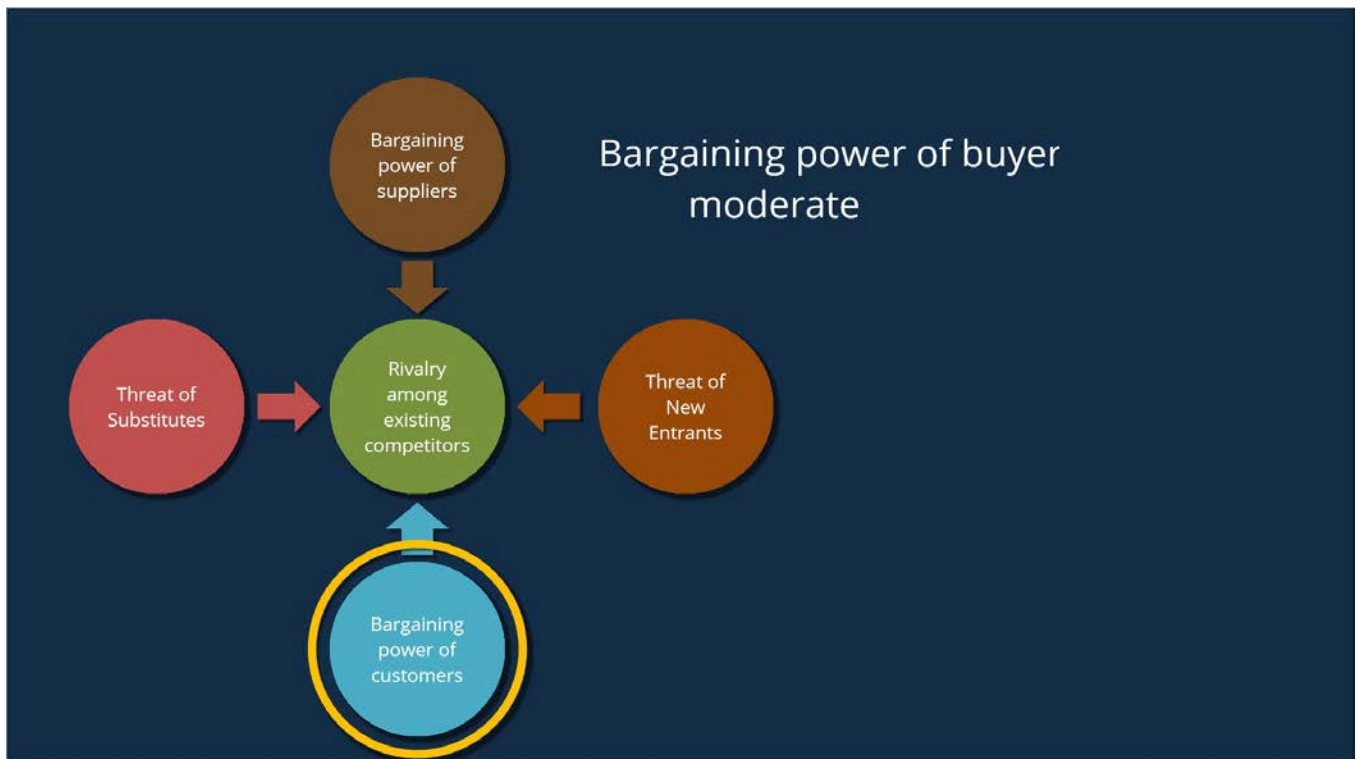 Bargaining
power of
suppliers
Bargaining power of buyer
moderate
Threat of
Substitutes
Rivalry
among
existing
competitors
Threat of
New
Entrants
Bargaining
power of
customers